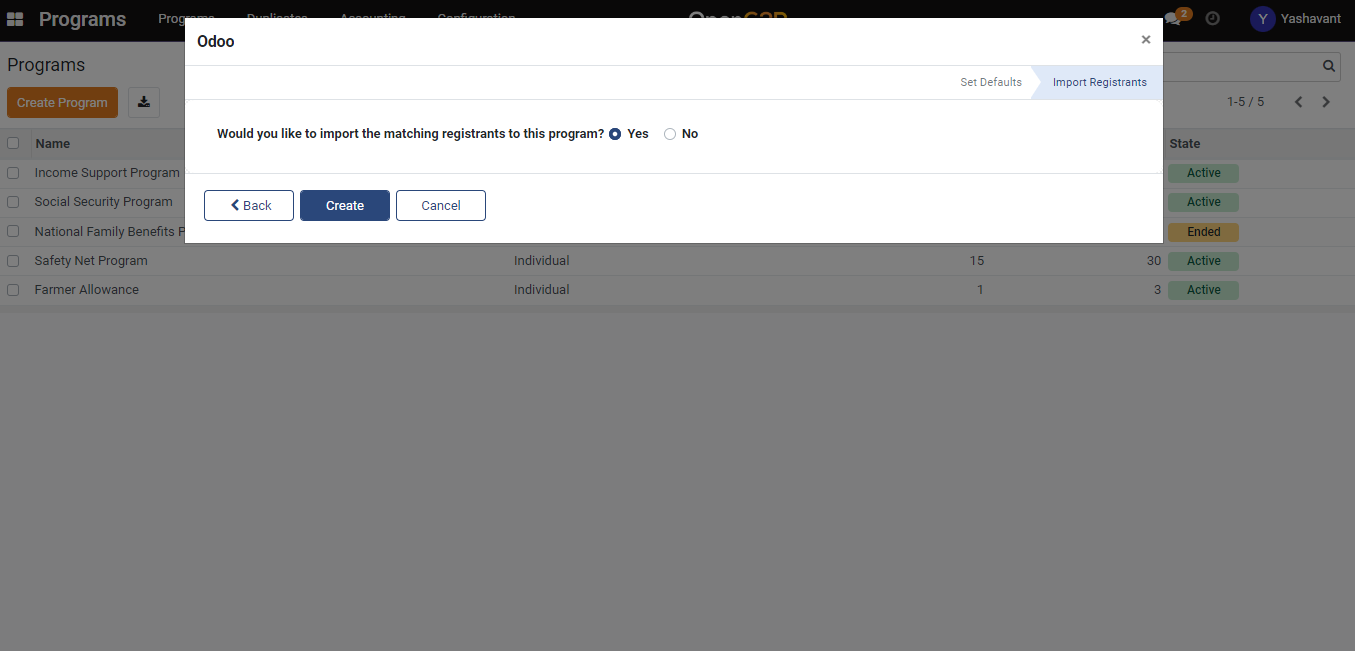 Programs Programs Duplicates Accounting Configuration OpenG2P 2 Y Yashavant
Odoo ×
Programs
Set Defaults Import Registrants
Create Program
1-5 / 5
Would you like to import the matching registrants to this program? Yes No
Name State
Income Support Program Active
Back Create Cancel
Social Security Program Active
National Family Benefits P Ended
Safety Net Program Individual 15 30 Active
Farmer Allowance Individual 1 3 Active